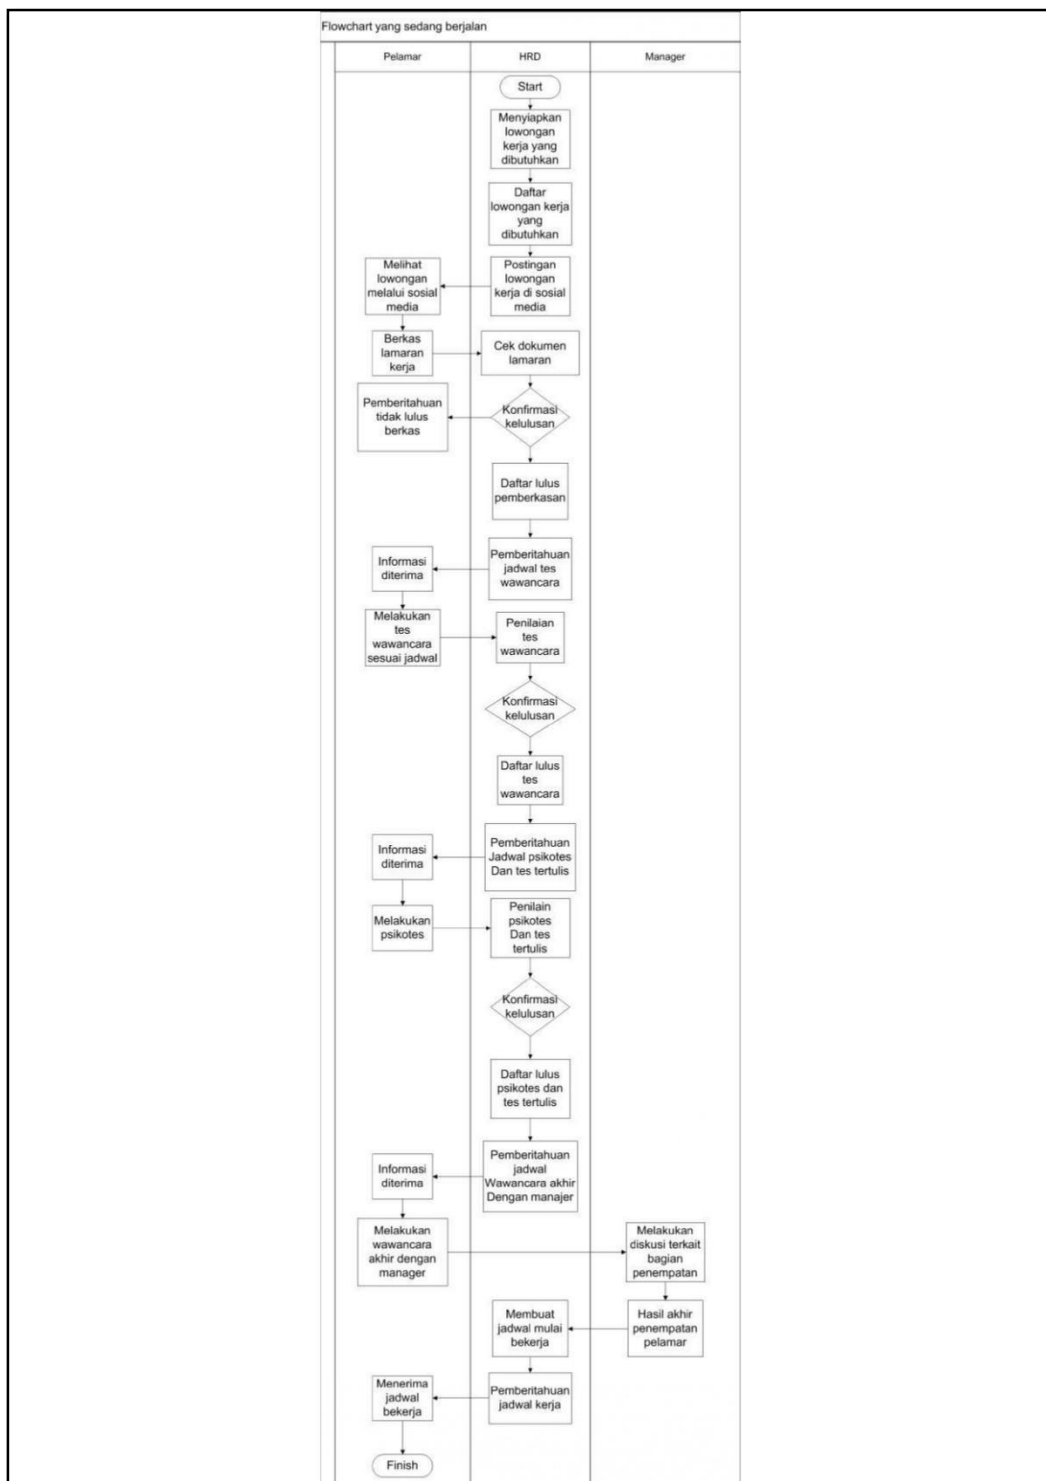 Flowchart yang sedang berjalan
Pelamar
HRD
Manager
Start
Menyiapkan
lowongan
kerja yang
dibutuhkan
Daftar
lowongan kerja
yang
dibutuhkan
Postingan
lowongan
kerja di sosial
media
Melihat
lowongan
melalui sosial
media
Berkas
lamaran
kerja
Cek dokumen
lamaran
Konfirmasi
kelulusan
Pemberitahuan
tidak lulus
berkas
Daftar lulus
pemberkasan
Pemberitahuan
jadwal tes
wawancara
Informasi
diterima
Melakukan
tes
wawancara
sesuai jadwal
Penilaian
tes
wawancara
Konfirmasi
kelulusan
Daftar lulus
tes
wawancara
Pemberitahuan
Jadwal psikotes
Dan tes tertulis
Informasi
diterima
Melakukan
psikotes
Penilain
psikotes
Dan tes
tertulis
Konfirmasi
kelulusan
Daftar lulus
psikotes dan
tes tertulis
Pemberitahuan
jadwal
Wawancara akhir
Dengan manajer
Informasi
diterima
Melakukan
wawancara
akhir dengan
manager
Melakukan
diskusi terkait
bagian
penempatan
Hasil akhir
penempatan
pelamar
Membuat
jadwal mulai
bekerja
Pemberitahuan
jadwal kerja
Menerima
jadwal
bekerja
Finish